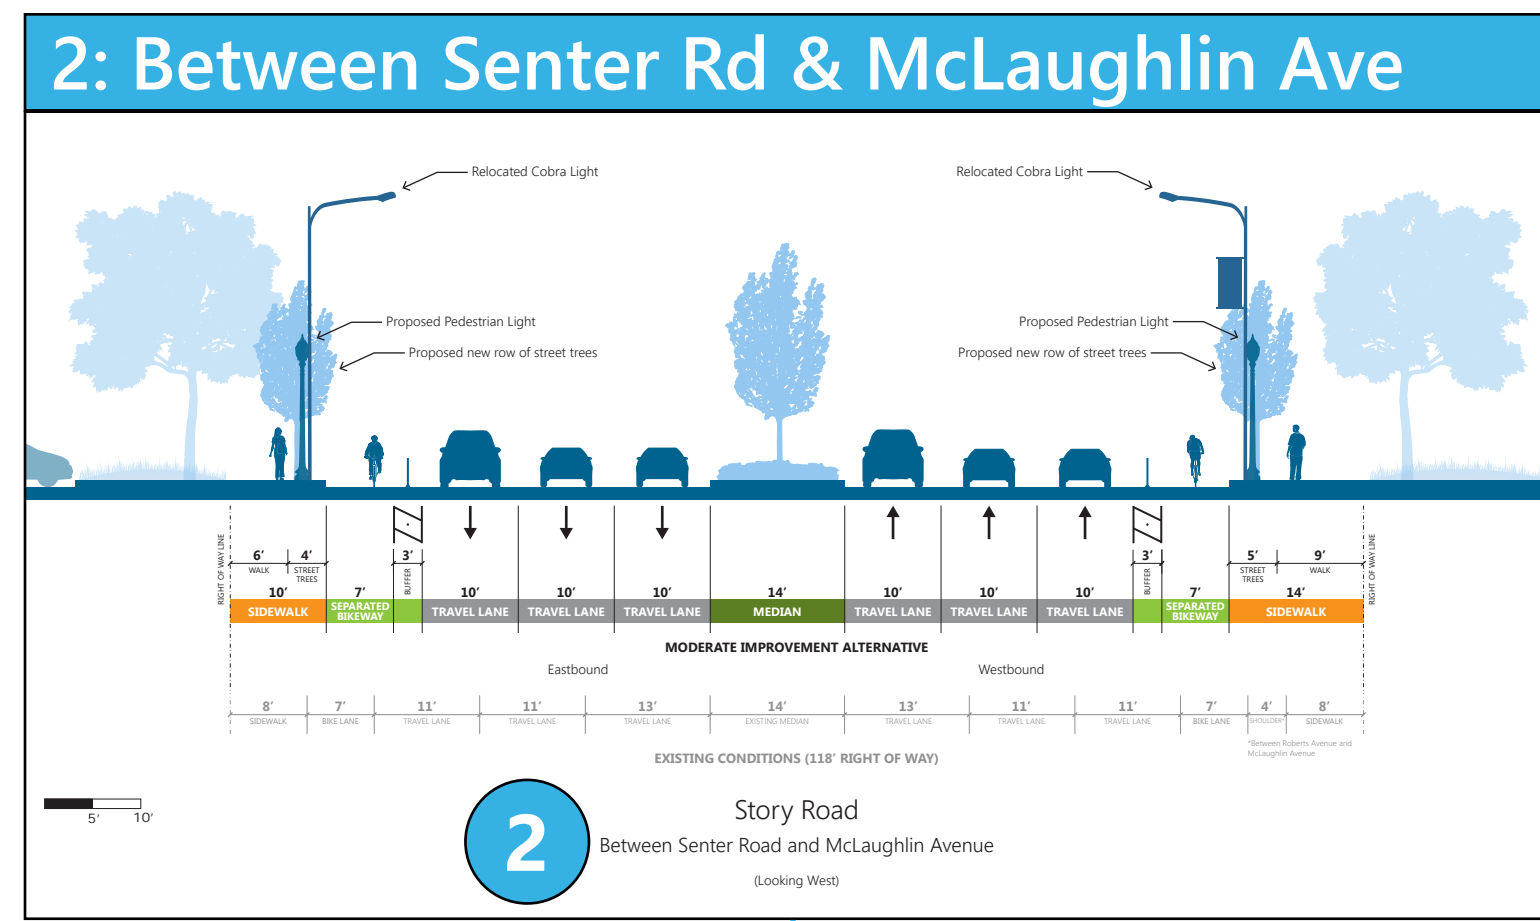 2: Between Senter Rd & McLaughlin Ave
Relocated Cobra Light
Relocated Cobra Light
Proposed Pedestrian Light
Proposed Pedestrian Light
Proposed new row of street trees
Proposed new row of street trees
RIGHT OF WAY LINE
6’ 4’ 3’ 3’ 5’ 9’
WALK STREET TREES BUFFER BUFFER STREET TREES WALK
RIGHT OF WAY LINE
10’ 7’ 10’ 10’ 10’ 14’ 10’ 10’ 10’ 7’ 14’
SIDEWALK SEPARATED BIKEWAY TRAVEL LANE TRAVEL LANE TRAVEL LANE MEDIAN TRAVEL LANE TRAVEL LANE TRAVEL LANE SEPARATED BIKEWAY SIDEWALK
MODERATE IMPROVEMENT ALTERNATIVE
Eastbound Westbound
8’ 7’ 11’ 11’ 13’ 14’ 13’ 11’ 11’ 7’ 4’ 8’
SIDEWALK BIKE LANE TRAVEL LANE TRAVEL LANE TRAVEL LANE EXISTING MEDIAN TRAVEL LANE TRAVEL LANE TRAVEL LANE BIKE LANE SHOULDER* SIDEWALK
*Between Roberts Avenue and
McLaughlin Avenue
EXISTING CONDITIONS (118’ RIGHT OF WAY)
5’ 10’
2
Story Road
Between Senter Road and McLaughlin Avenue
(Looking West)